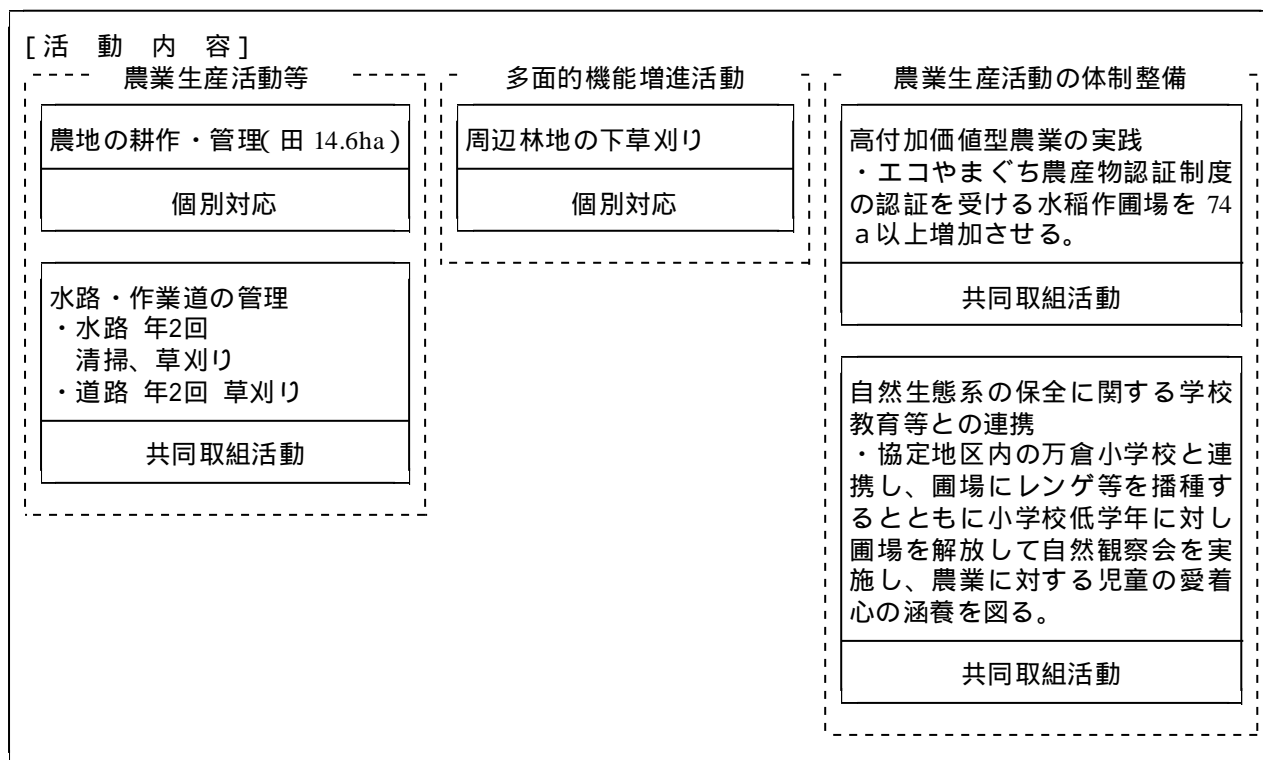 [活 動 内 容]
農業生産活動等
農地の耕作・管理(田 14.6ha)
個別対応
水路・作業道の管理
・水路 年2回
清掃、草刈り
・道路 年2回 草刈り
共同取組活動
多面的機能増進活動
周辺林地の下草刈り
個別対応
農業生産活動の体制整備
高付加価値型農業の実践
・エコやまぐち農産物認証制度
の認証を受ける水稲作圃場を 74
a以上増加させる。
共同取組活動
自然生態系の保全に関する学校
教育等との連携
・協定地区内の万倉小学校と連
携し、圃場にレンゲ等を播種す
るとともに小学校低学年に対し
圃場を解放して自然観察会を実
施し、農業に対する児童の愛着
心の涵養を図る。
共同取組活動